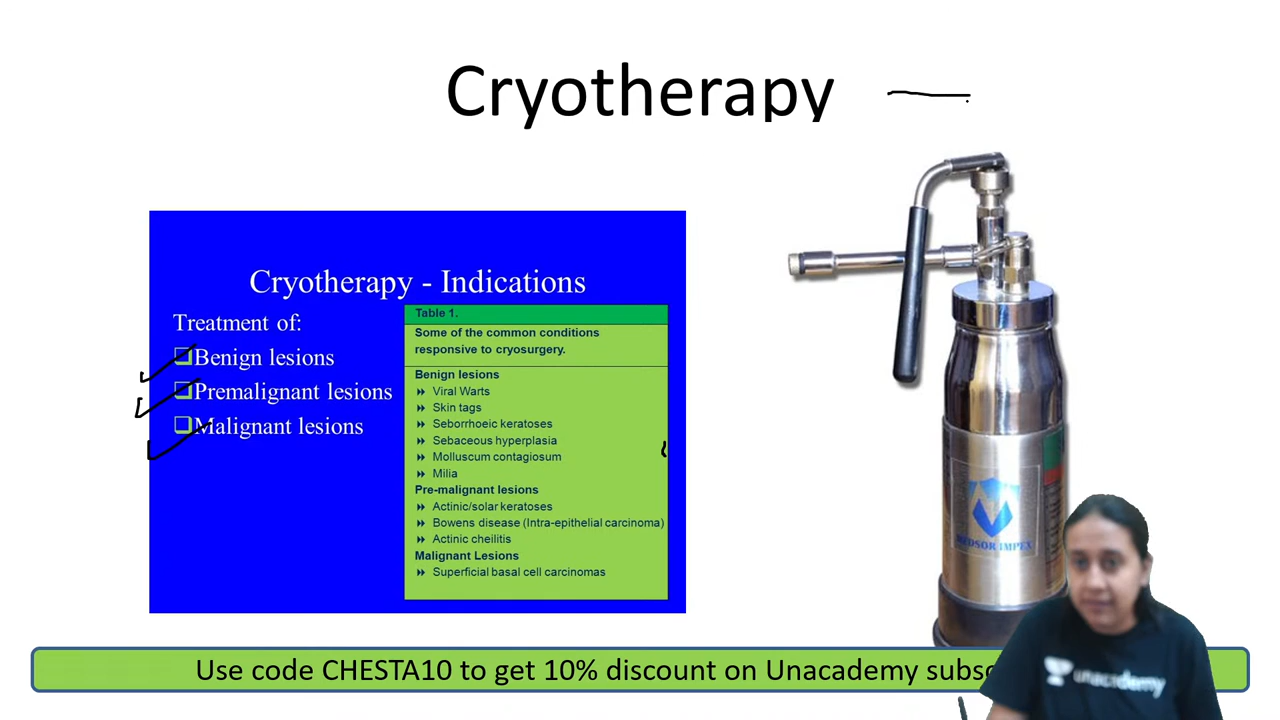 Cryotherapy
Cryotherapy - Indications
Treatment of:
Benign lesions
Premalignant lesions
Malignant lesions
Table 1.
Some of the common conditions
responsive to cryosurgery.
Benign lesions
Viral Warts
Skin tags
Seborrhoeic keratoses
Sebaceous hyperplasia
Molluscum contagiosum
Milia
Pre-malignant lesions
Actinic/solar keratoses
Bowens disease (Intra-epithelial carcinoma)
Actinic cheilitis
Malignant Lesions
Superficial basal cell carcinomas
MEDSOR IMPEX
Use code CHESTA10 to get 10% discount on Unacademy
unacademy